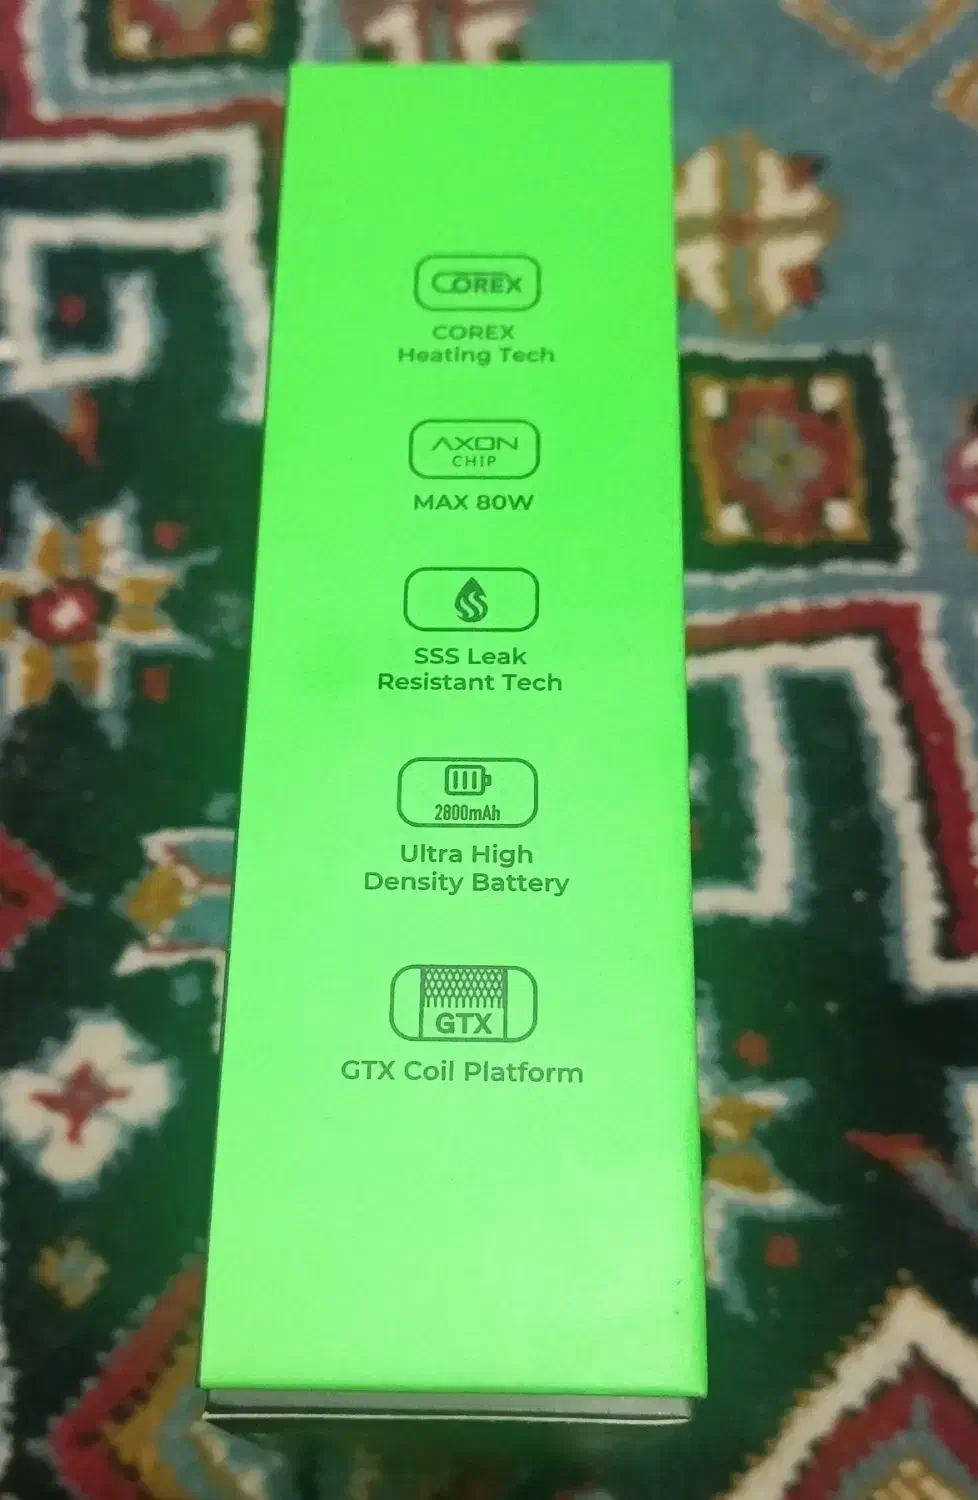 COREX
COREX
Heating Tech
AXON
CHIP
MAX 80W
SSS Leak
Resistant Tech
2800mAh
Ultra High
Density Battery
GTX
GTX Coil Platform